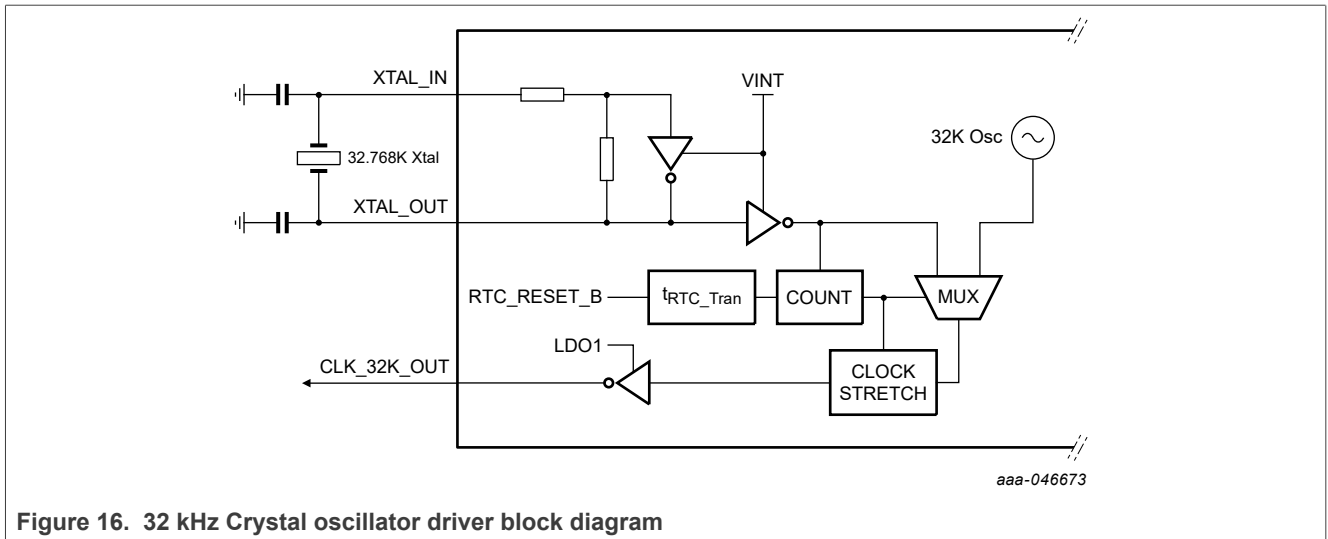 XTAL_IN
VINT
32K Osc
32.768K Xtal
XTAL_OUT
RTC_RESET_B
tRTC_Tran
COUNT
MUX
LDO1
CLK_32K_OUT
CLOCK
STRETCH
aaa-046673
Figure 16. 32 kHz Crystal oscillator driver block diagram